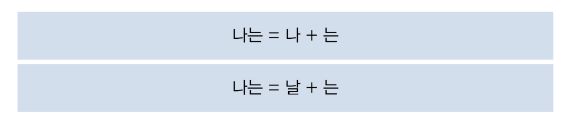 나는 = 나 + 는
나는 = 날 + 는